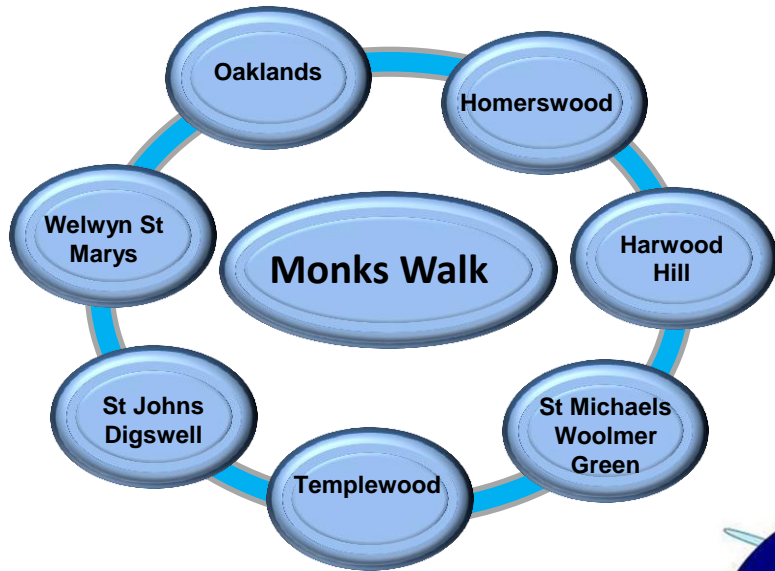 Oaklands
Homerswood
Welwyn St
Marys
Monks Walk
Harwood
Hill
St Johns
Digswell
St Michaels
Woolmer
Green
Templewood